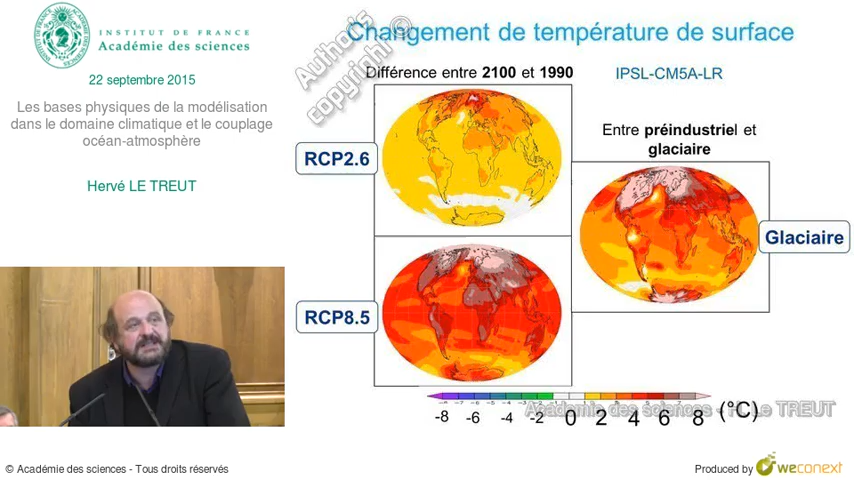 INSTITUT DE FRANCE
Académie des sciences
22 septembre 2015
Les bases physiques de la modélisation
dans le domaine climatique et le couplage
océan-atmosphère
Hervé LE TREUT
Changement de température de surface
Authors
copyright ©
Différence entre 2100 et 1990
IPSL-CM5A-LR
RCP2.6
Entre préindustriel et
glaciaire
Glaciaire
RCP8.5
-8 -6 -4 -2 0 2 4 6 8 (°C)
Académie des sciences - H. Le TREUT
© Académie des sciences - Tous droits réservés
Produced by weconext